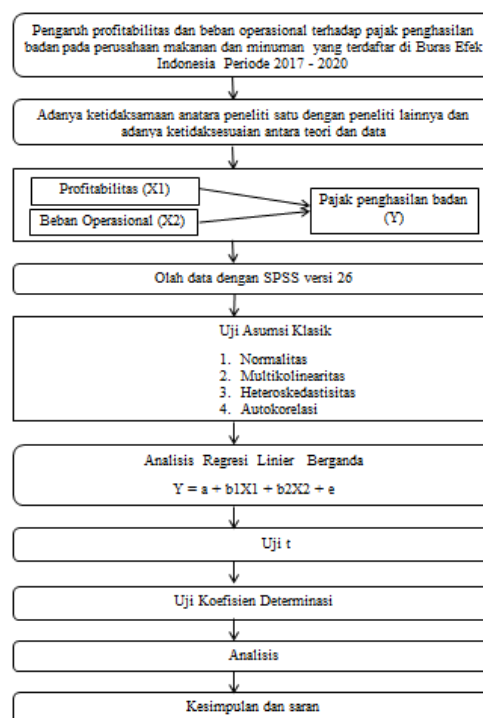 Pengaruh profitabilitas dan beban operasional terhadap pajak penghasilan
badan pada perusahaan makanan dan minuman yang terdaftar di Buras Efek
Indonesia Periode 2017 - 2020
Adanya ketidaksamaan anatara peneliti satu dengan peneliti lainnya dan
adanya ketidaksesuaian antara teori dan data
Profitabilitas (X1)
Beban Operasional (X2)
Pajak penghasilan badan
(Y)
Olah data dengan SPSS versi 26
Uji Asumsi Klasik
1. Normalitas
2. Multikolinearitas
3. Heteroskedastisitas
4. Autokorelasi
Analisis Regresi Linier Berganda
Y = a + b1X1 + b2X2 + e
Uji t
Uji Koefisien Determinasi
Analisis
Kesimpulan dan saran